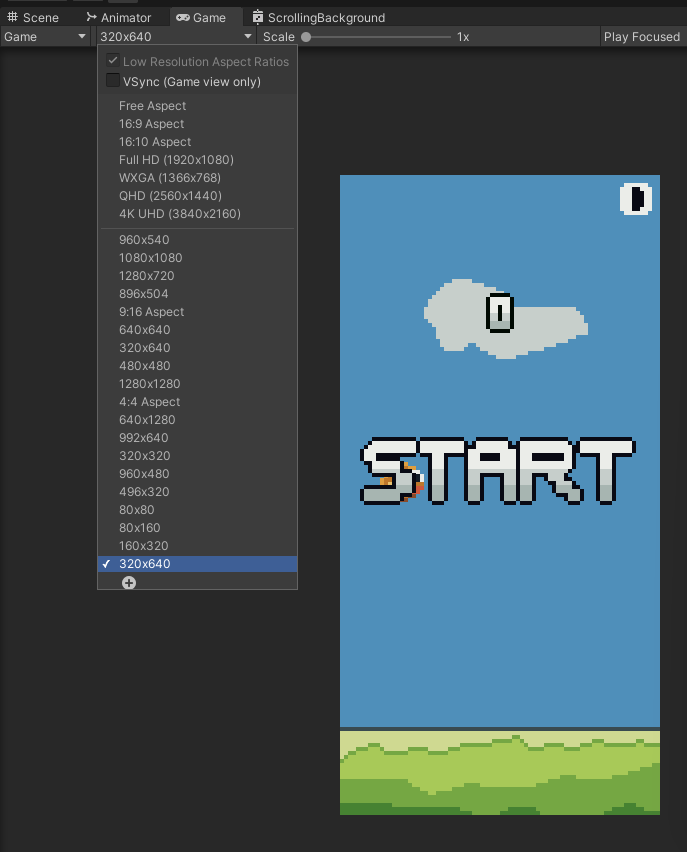 Scene Animator Game ScrollingBackground
Game 320x640 Scale 1x Play Focused
Low Resolution Aspect Ratios
VSync (Game view only)
Free Aspect
16:9 Aspect
16:10 Aspect
Full HD (1920x1080)
WXGA (1366x768)
QHD (2560x1440)
4K UHD (3840x2160)
960x540
1080x1080
1280x720
896x504
9:16 Aspect
640x640
320x640
480x480
1280x1280
4:4 Aspect
640x1280
992x640
320x320
960x480
496x320
80x80
80x160
160x320
320x640
START